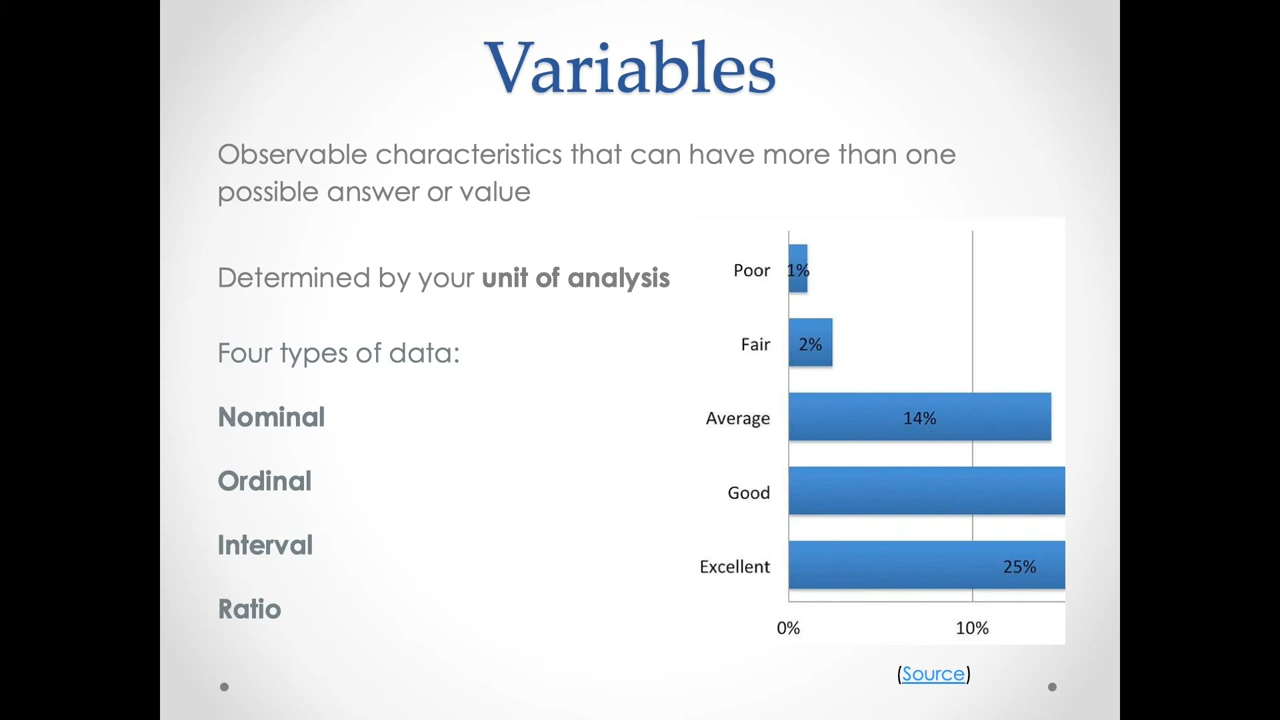 Variables
Observable characteristics that can have more than one
possible answer or value
Determined by your unit of analysis
Four types of data:
Nominal
Ordinal
Interval
Ratio
Poor 1%
Fair 2%
Average 14%
Good
Excellent 25%
0% 10%
(Source)